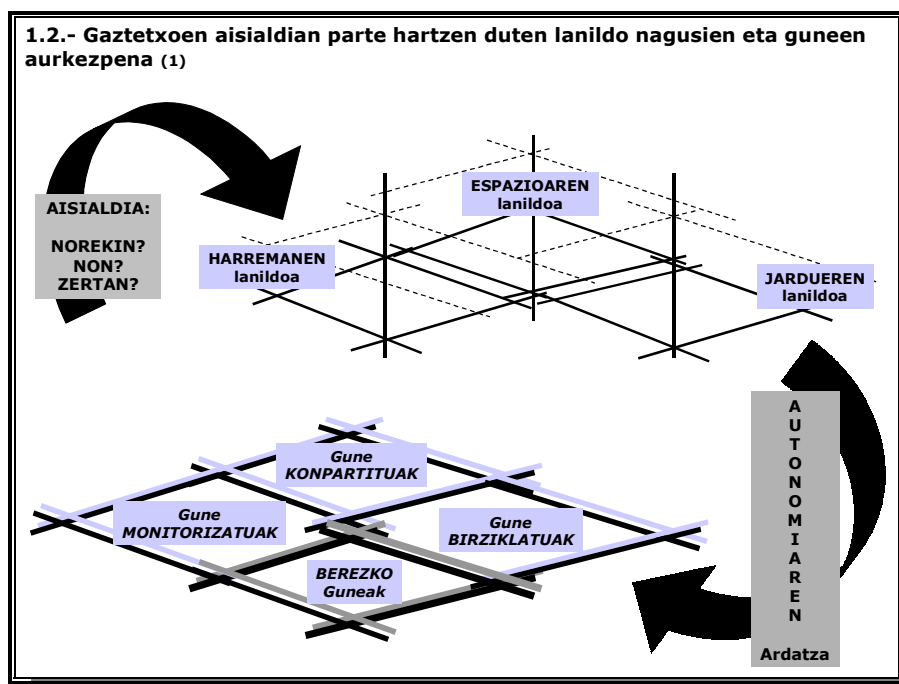 1.2.- Gaztetxoen aisialdian parte hartzen duten lanildo nagusien eta guneen
aurkezpena (1)
AISIALDIA:
NOREKIN?
NON?
ZERTAN?
ESPAZIOAREN
lanildoa
HARREMANEN
lanildoa
JARDUEREN
lanildoa
Gune
KONPARTITUAK
Gune
MONITORIZATUAK
Gune
BIRZIKLATUAK
BEREZKO
Guneak
A
U
T
O
N
O
M
I
A
R
E
N
Ardatza